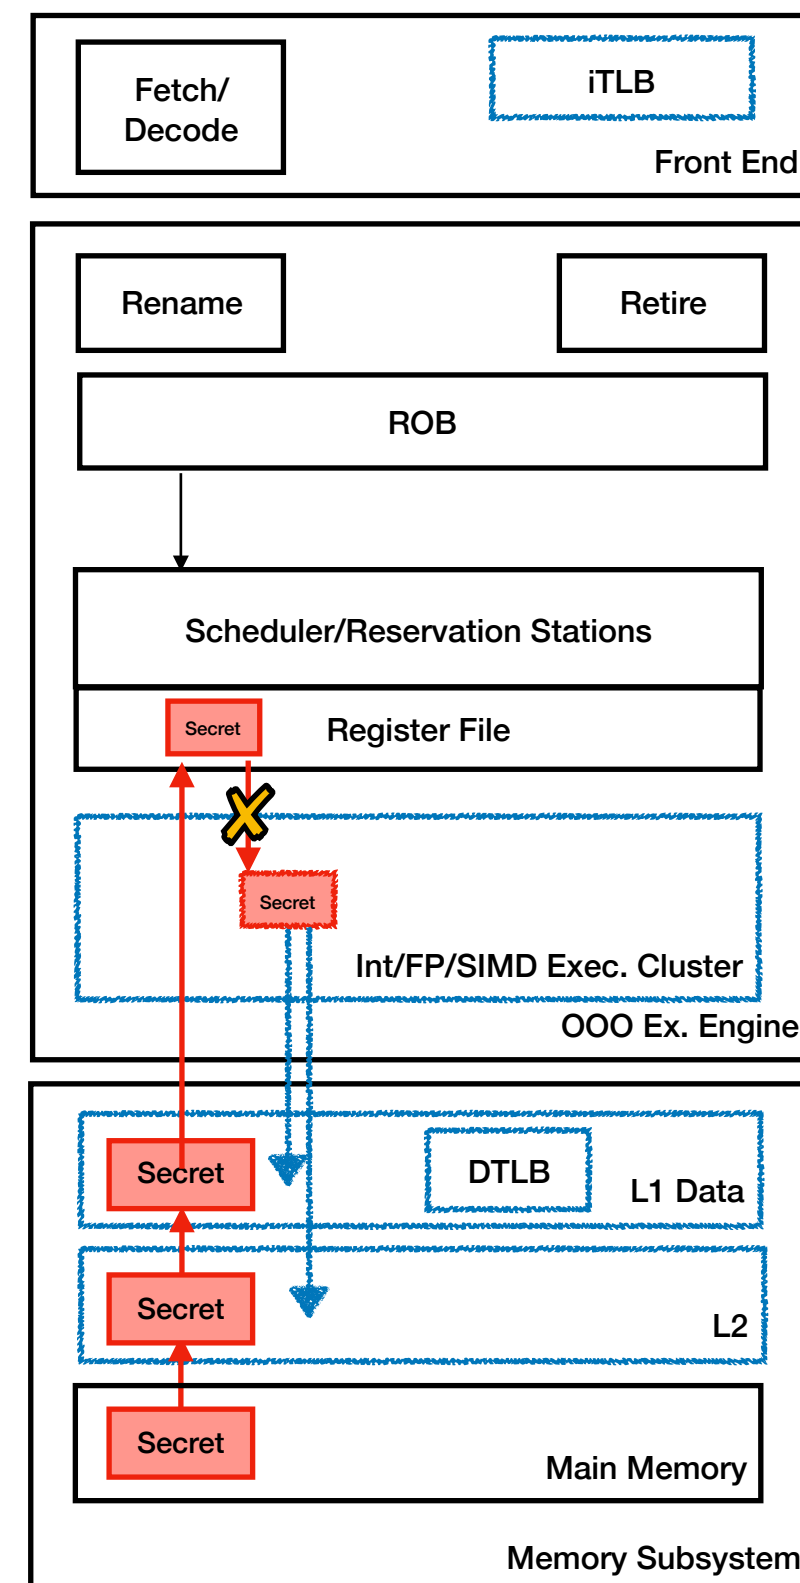 Fetch/
Decode
iTLB
Front End
Rename
Retire
ROB
Scheduler/Reservation Stations
Secret
Register File
Secret
Int/FP/SIMD Exec. Cluster
OOO Ex. Engine
Secret
DTLB
L1 Data
Secret
L2
Secret
Main Memory
Memory Subsystem